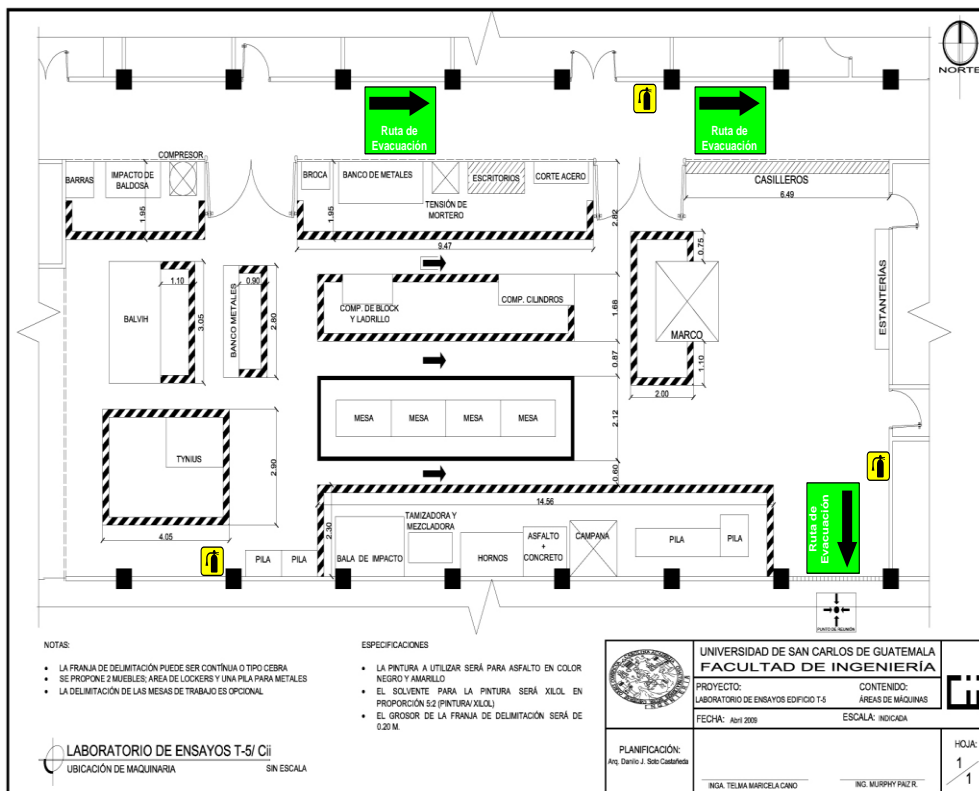 NORTE
Ruta de
Evacuación
Ruta de
Evacuación
COMPRESOR
BARRAS
IMPACTO DE
BALDOSA
BROCA
BANCO DE METALES
TENSIÓN DE
MORTERO
ESCRITORIOS
CORTE ACERO
CASILLEROS
6.49
1.95
1.95
9.47
2.82
0.75
1.10
BALVIH
3.05
BANCO METALES
0.90
2.80
COMP. DE BLOCK
Y LADRILLO
COMP. CILINDROS
1.68
MARCO
ESTANTERÍAS
0.87
1.10
2.00
MESA
MESA
MESA
MESA
2.12
TYNIUS
2.90
4.05
0.60
14.56
2.30
TAMIZADORA Y
MEZCLADORA
BALA DE IMPACTO
HORNOS
ASFALTO
+
CONCRETO
CAMPANA
PILA
PILA
PILA
PILA
Ruta de
Evacuación
PUNTO DE REUNIÓN
NOTAS:
• LA FRANJA DE DELIMITACIÓN PUEDE SER CONTÍNUA O TIPO CEBRA
• SE PROPONE 2 MUEBLES; AREA DE LOCKERS Y UNA PILA PARA METALES
• LA DELIMITACIÓN DE LAS MESAS DE TRABAJO ES OPCIONAL
ESPECIFICACIONES
• LA PINTURA A UTILIZAR SERÁ PARA ASFALTO EN COLOR
NEGRO Y AMARILLO
• EL SOLVENTE PARA LA PINTURA SERÁ XILOL EN
PROPORCIÓN 5:2 (PINTURA/ XILOL)
• EL GROSOR DE LA FRANJA DE DELIMITACIÓN SERÁ DE
0.20 M.
LABORATORIO DE ENSAYOS T-5/ Cii
UBICACIÓN DE MAQUINARIA
SIN ESCALA
UNIVERSIDAD DE SAN CARLOS DE GUATEMALA
FACULTAD DE INGENIERÍA
PROYECTO:
LABORATORIO DE ENSAYOS EDIFICIO T-5
CONTENIDO:
ÁREAS DE MÁQUINAS
FECHA: Abril 2009
ESCALA: INDICADA
PLANIFICACIÓN:
Arq. Danilo J. Soto Castañeda
INGA. TELMA MARICELA CANO
ING. MURPHY PAIZ R.
HOJA:
1
1